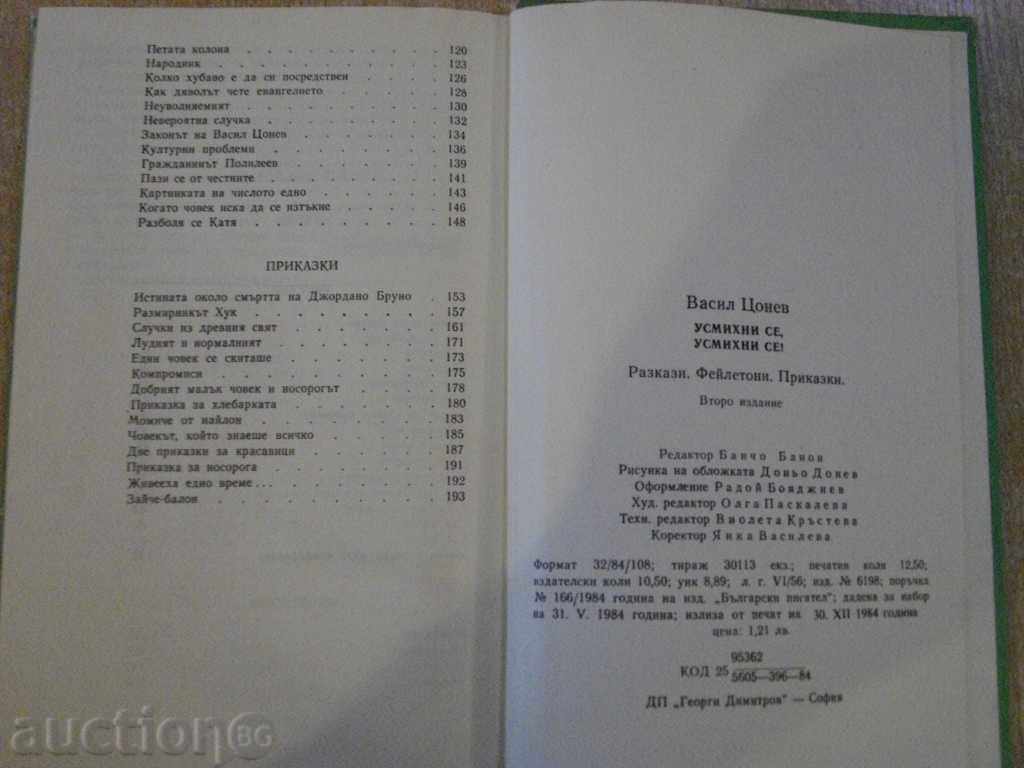 Петата колона . . . . . . . . . . 120
Народник . . . . . . . . . . . 123
Колко хубаво е да си посредствен . . . . 126
Как дяволът чете евангелието . . . . . 128
Неуволняемият . . . . . . . . . 130
Невероятна случка . . . . . . . . 132
Законът на Васил Цонев . . . . . . . 134
Културни проблеми . . . . . . . . 136
Гражданинът Полилеев . . . . . . . 139
Пази се от честните . . . . . . . . 141
Картинката на числото едно . . . . . . 143
Когато човек иска да се изтъкне . . . . . 146
Разболя се Катя . . . . . . . . . 148
ПРИКАЗКИ
Истината около смъртта на Джордано Бруно . 153
Размирникът Хук . . . . . . . . . 157
Случки из древния свят . . . . . . . 161
Лудият и нормалният . . . . . . . . 171
Един човек се скиташе . . . . . . . 173
Компромиси . . . . . . . . . . 175
Добрият малък човек и носорогът . . . . 178
Приказка за хлебарката . . . . . . . 180
Момиче от найлон . . . . . . . . 183
Човекът, който знаеше всичко . . . . . 185
Две приказки за красавици . . . . . . 187
Приказка за носорога . . . . . . . 191
Живееха едно време... . . . . . . . 192
Зайче-балон . . . . . . . . . . 193
Васил Цонев
УСМИХНИ СЕ,
УСМИХНИ СЕ!
Разкази. Фейлетони. Приказки.
Второ издание
Редактор Банчо Банов
Рисунка на обложката Доньо Донев
Оформление Радой Бояджиев
Худ. редактор Олга Паскалева
Техн. редактор Виолета Кръстева
Коректор Янка Василева
Формат 32/84/108; тираж 30113 екз.; печатни коли 12,50;
издателски коли 10,50; уик 8,89; л. г. VI/56; изд. № 6198; поръчка
№ 166/1984 година на изд. „Български писател"; дадена за набор
на 31. V. 1984 година; излиза от печат на 30. XII 1984 година
цена: 1,21 лв.
95362
КОД 25 5605—396—84
ДП „Георги Димитров" — София
auction BG